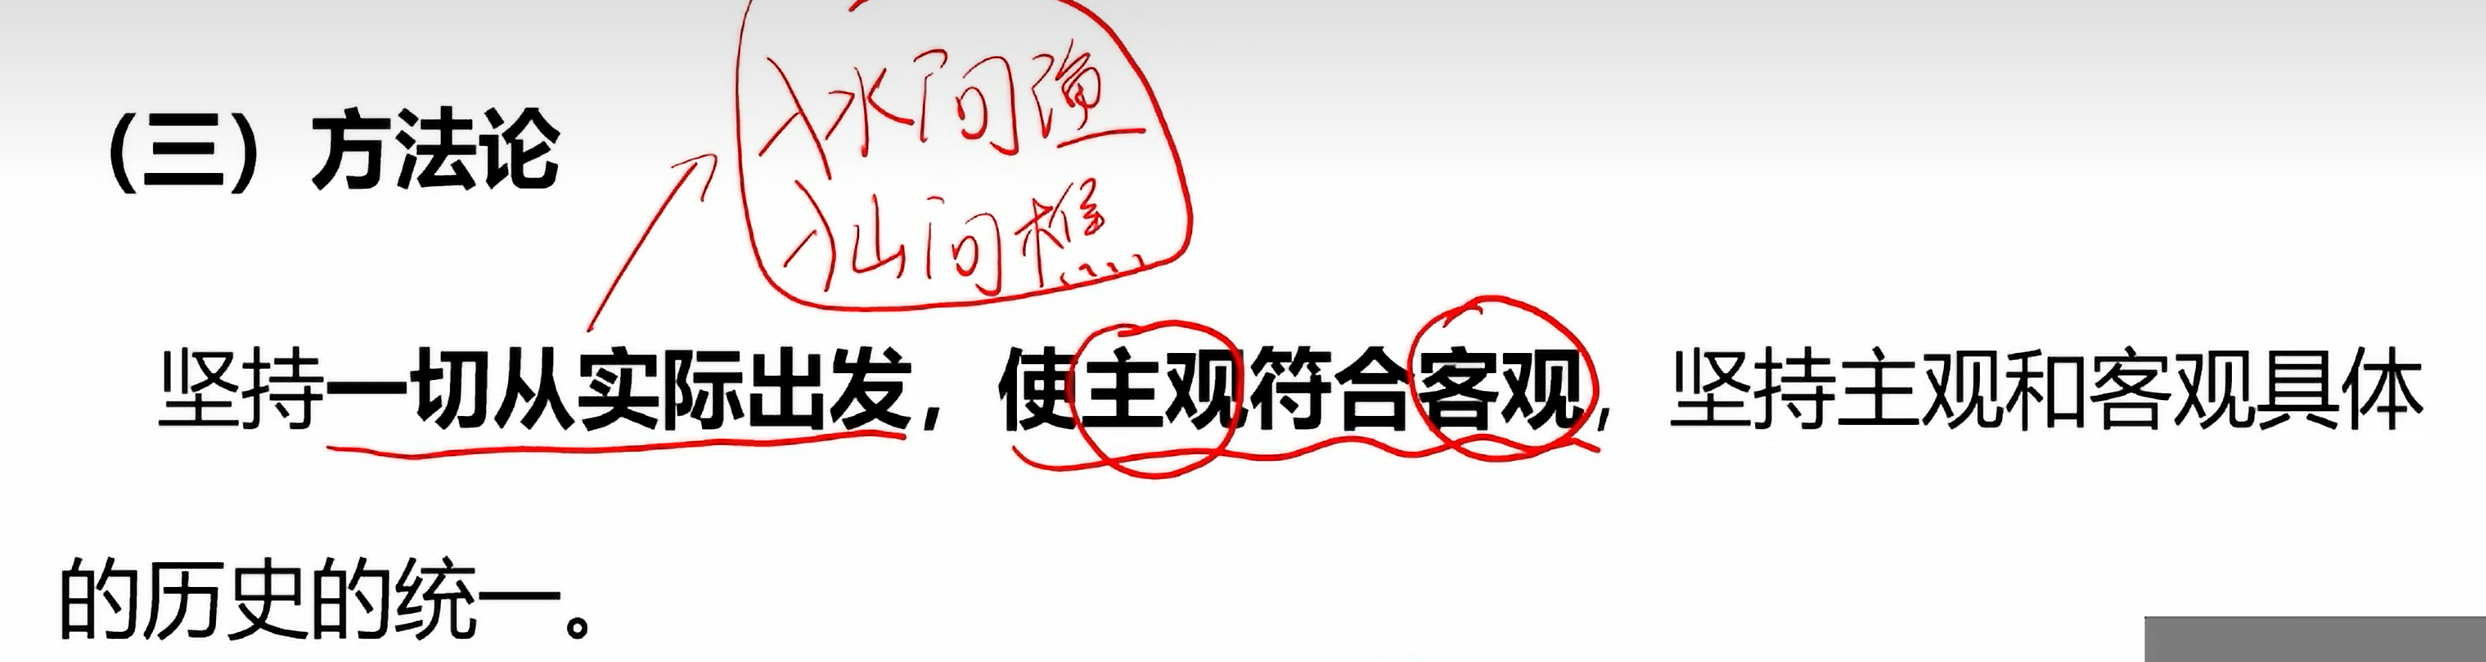 入水问渔
入山问樵
(三) 方法论
坚持一切从实际出发,使主观符合客观,坚持主观和客观具体
的历史的统一。